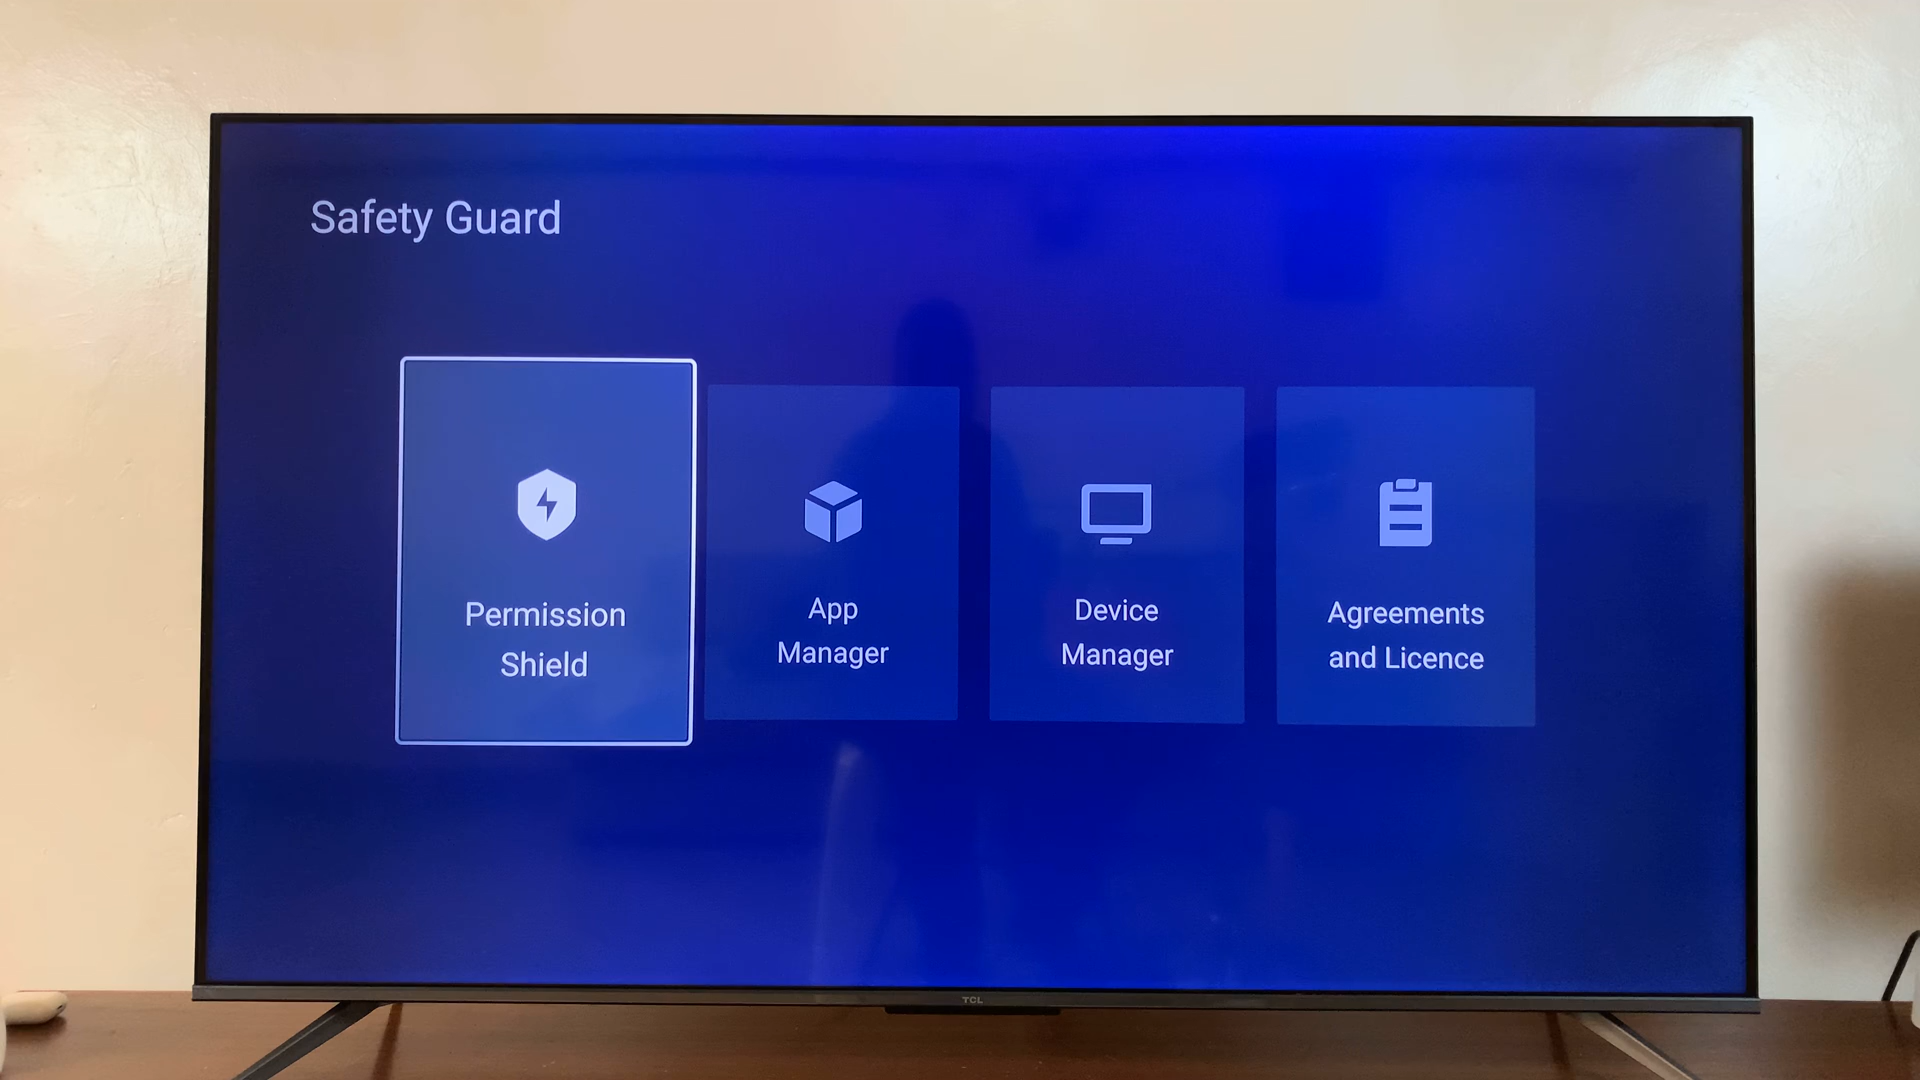 Safety Guard
Permission
Shield
App
Manager
Device
Manager
Agreements
and Licence
TCL